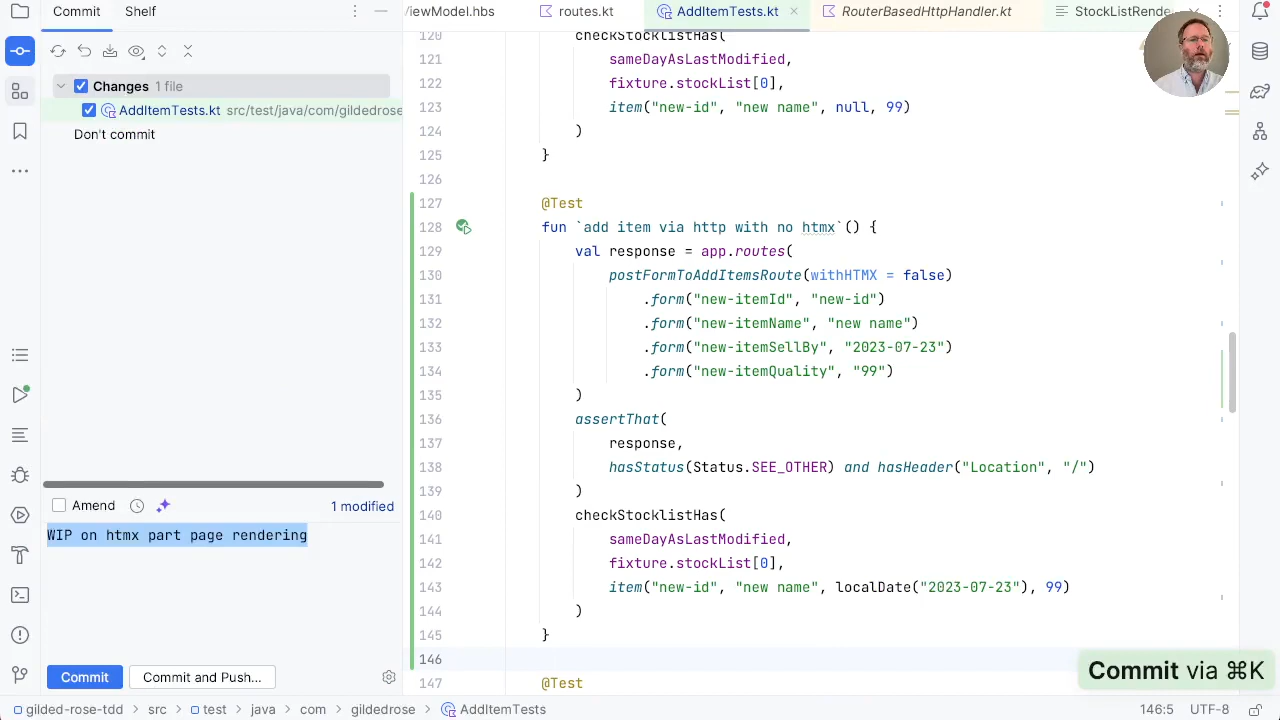 Commit
Shelf
iewModel.hbs
routes.kt
AddItemTests.kt
RouterBasedHttpHandler.kt
StockListRende
Changes 1 file
AddItemTests.kt src/test/java/com/gildedrose
Don't commit
Amend
1 modified
WIP on htmx part page rendering
Commit
Commit and Push...
120 checkStocklistHas(
121 sameDayAsLastModified,
122 fixture.stockList[0],
123 item("new-id", "new name", null, 99)
124 )
125 }
126
127 @Test
128 fun `add item via http with no htmx`() {
129 val response = app.routes(
130 postFormToAddItemsRoute(withHTMX = false)
131 .form("new-itemId", "new-id")
132 .form("new-itemName", "new name")
133 .form("new-itemSellBy", "2023-07-23")
134 .form("new-itemQuality", "99")
135 )
136 assertThat(
137 response,
138 hasStatus(Status.SEE_OTHER) and hasHeader("Location", "/")
139 )
140 checkStocklistHas(
141 sameDayAsLastModified,
142 fixture.stockList[0],
143 item("new-id", "new name", localDate("2023-07-23"), 99)
144 )
145 }
146
147 @Test
Commit via ⌘K
gilded-rose-tdd > src > test > java > com > gildedrose > AddItemTests
146:5 UTF-8